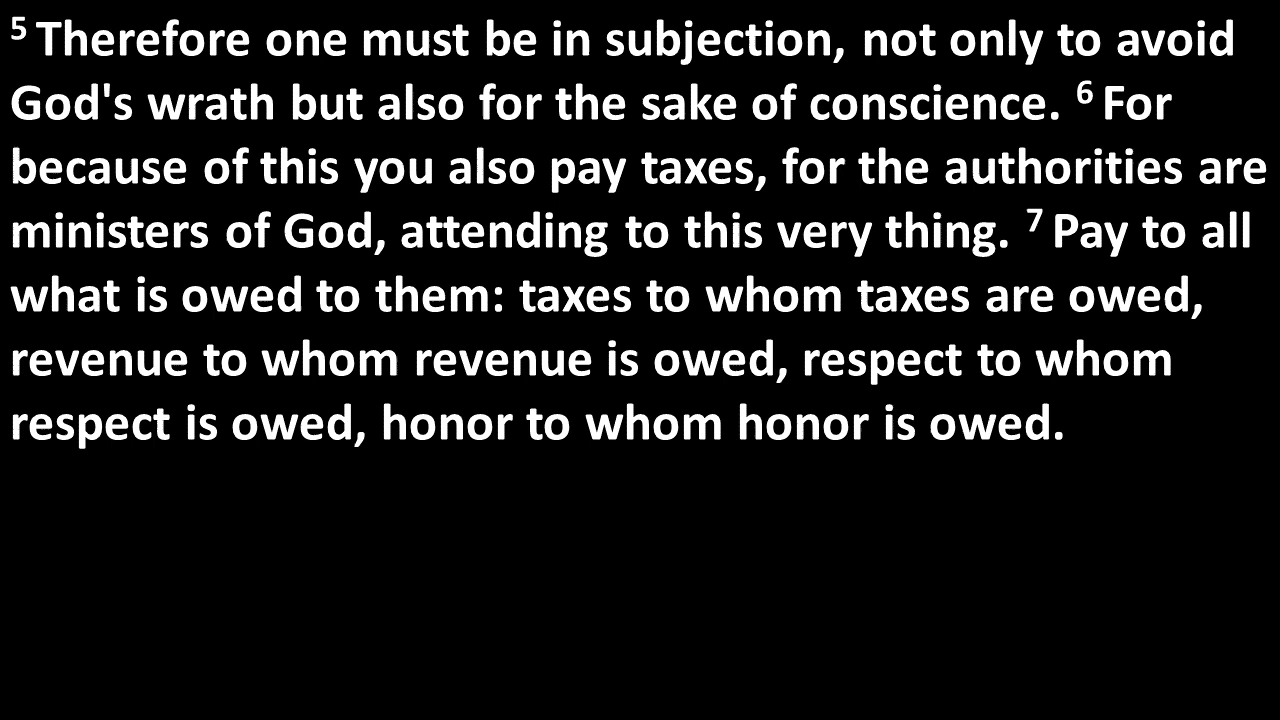 5 Therefore one must be in subjection, not only to avoid
God's wrath but also for the sake of conscience. 6 For
because of this you also pay taxes, for the authorities are
ministers of God, attending to this very thing. 7 Pay to all
what is owed to them: taxes to whom taxes are owed,
revenue to whom revenue is owed, respect to whom
respect is owed, honor to whom honor is owed.